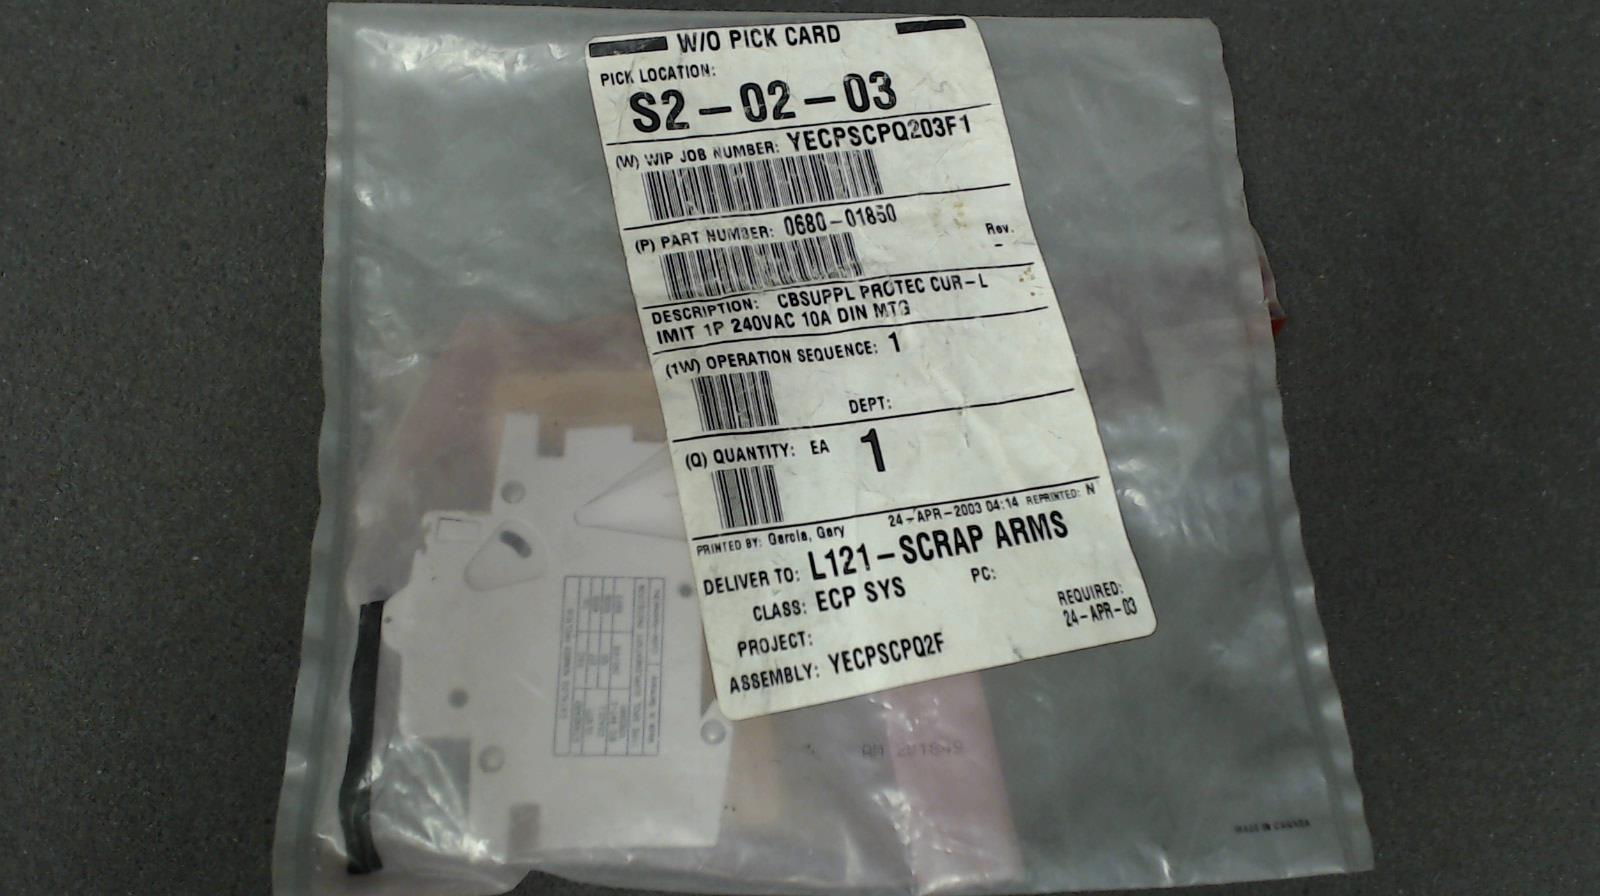 W/O PICK CARD
PICK LOCATION:
S2-02-03
(W) WIP JOB NUMBER: YECPSCPQ203F1
(P) PART NUMBER: 0680-01850
Rev.
-
DESCRIPTION: CBSUPPL PROTEC CUR-L
IMIT 1P 240VAC 10A DIN MTG
(1W) OPERATION SEQUENCE: 1
DEPT:
(Q) QUANTITY: EA 1
PRINTED BY: Garcia, Gary 24-APR-2003 04:14 REPRINTED: N
DELIVER TO: L121-SCRAP ARMS
CLASS: ECP SYS PC:
PROJECT:
REQUIRED:
24-APR-03
ASSEMBLY: YECPSCPQ2F
MADE IN CANADA